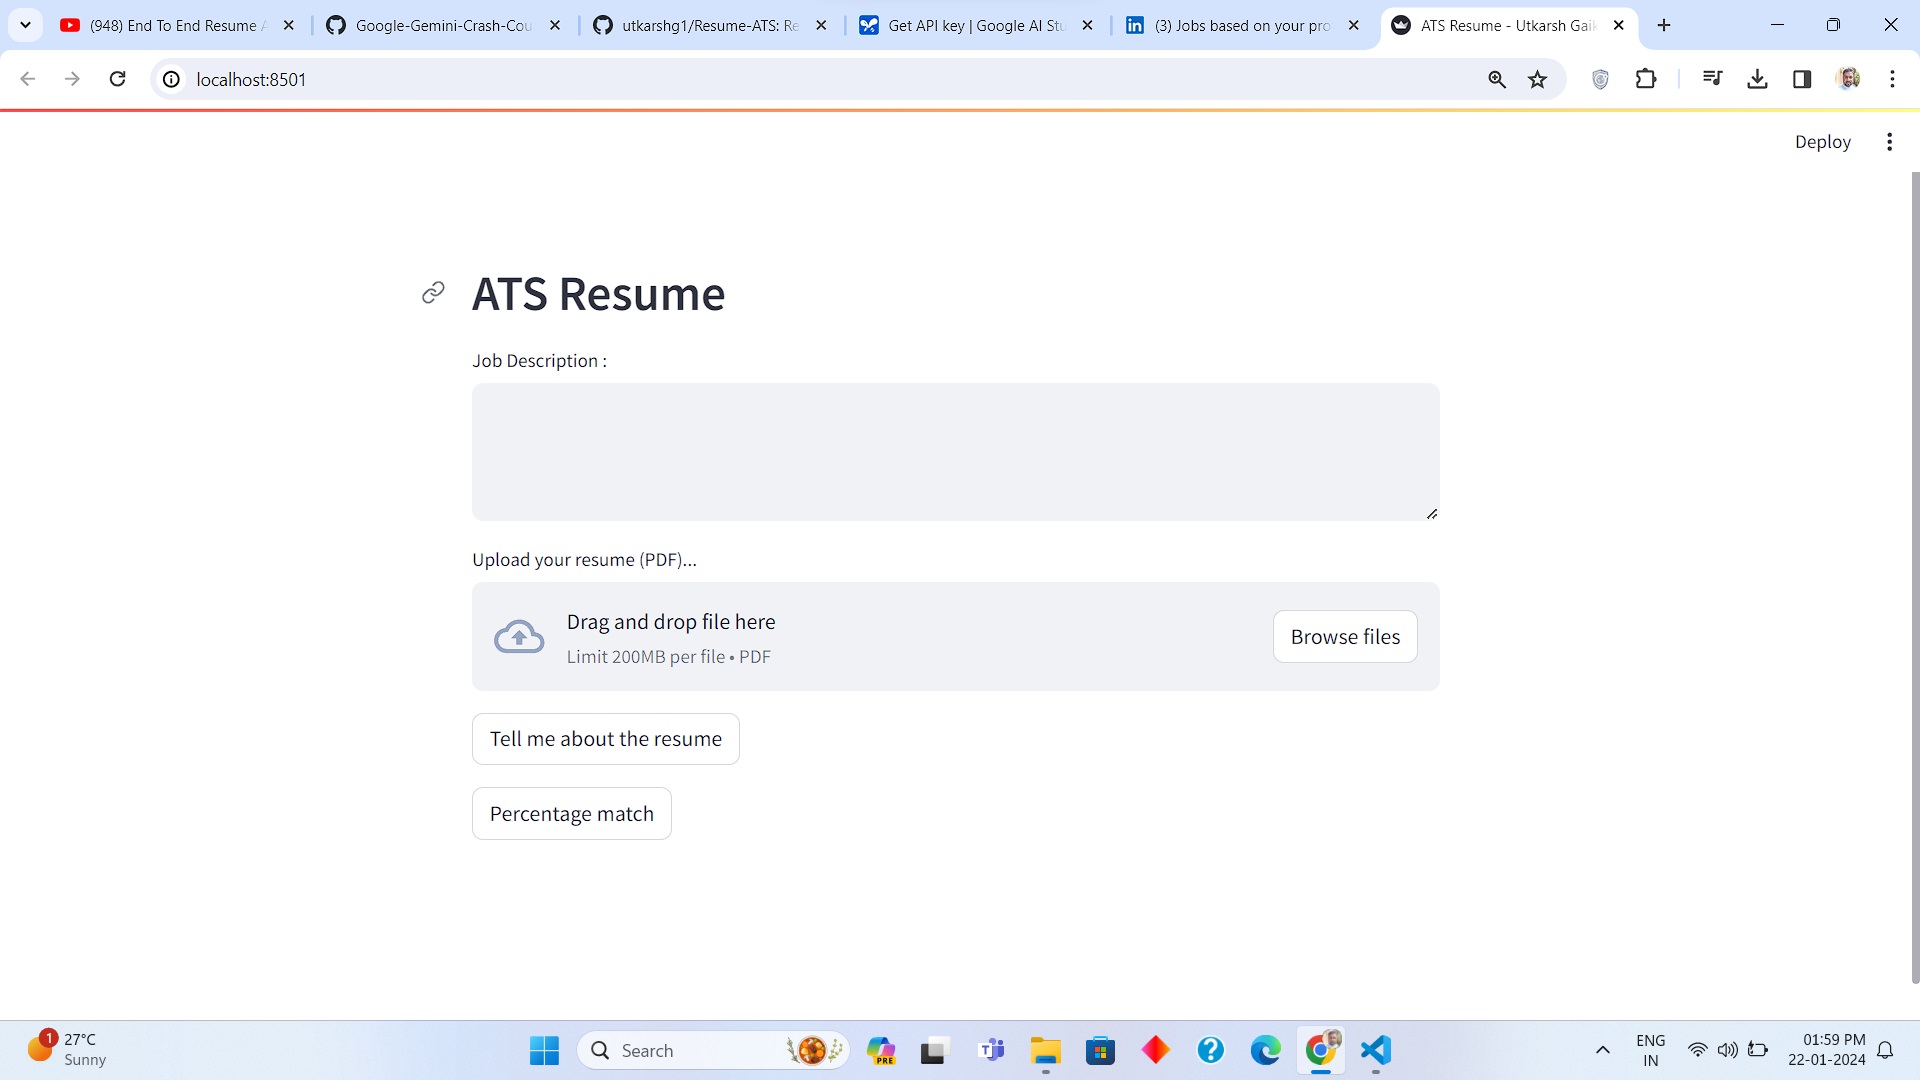 (948) End To End Resume A
Google-Gemini-Crash-Cou
utkarshg1/Resume-ATS: Re
Get API key | Google AI Stu
(3) Jobs based on your pro
ATS Resume - Utkarsh Gaik
localhost:8501
Deploy
ATS Resume
Job Description :
Upload your resume (PDF)...
Drag and drop file here
Limit 200MB per file • PDF
Browse files
Tell me about the resume
Percentage match
1
27°C
Sunny
Search
PRE
ENG
IN
01:59 PM
22-01-2024